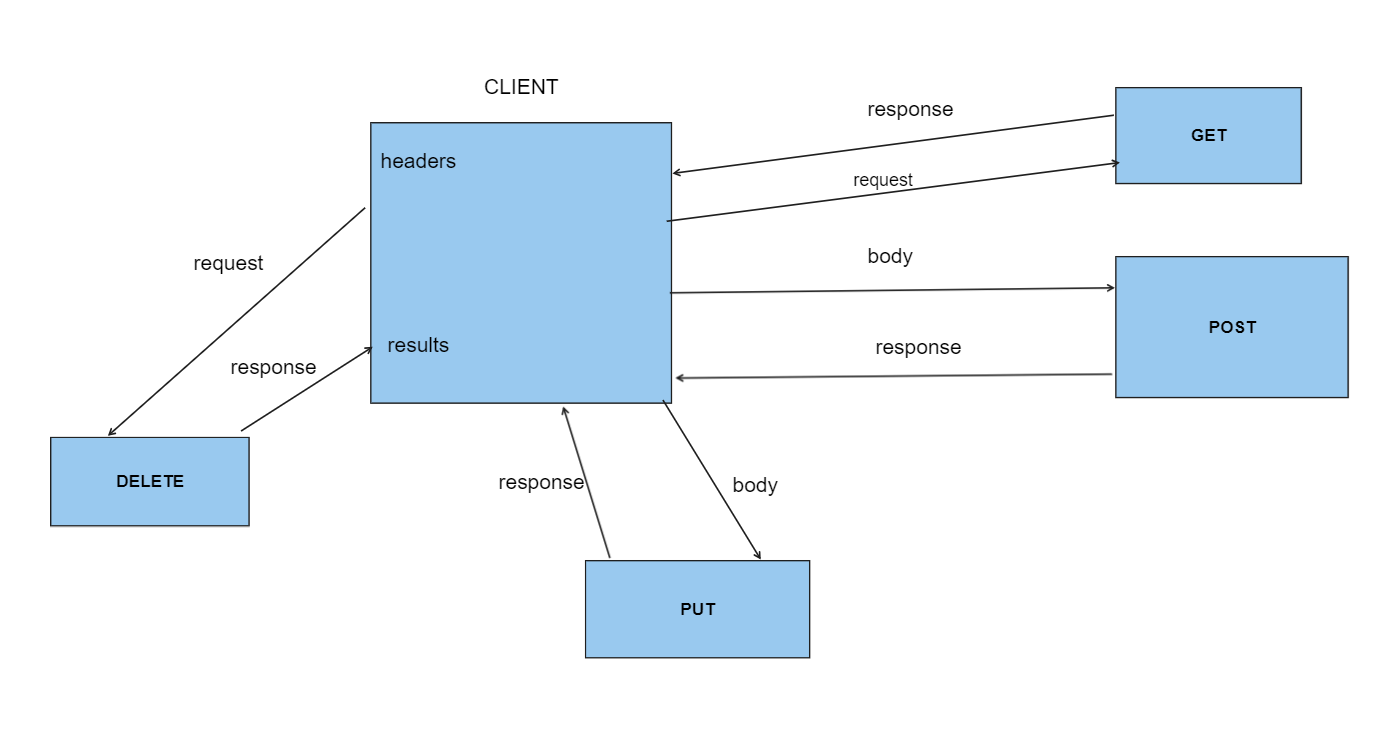 CLIENT
response
GET
headers
request
body
request
POST
results
response
response
DELETE
response
body
PUT